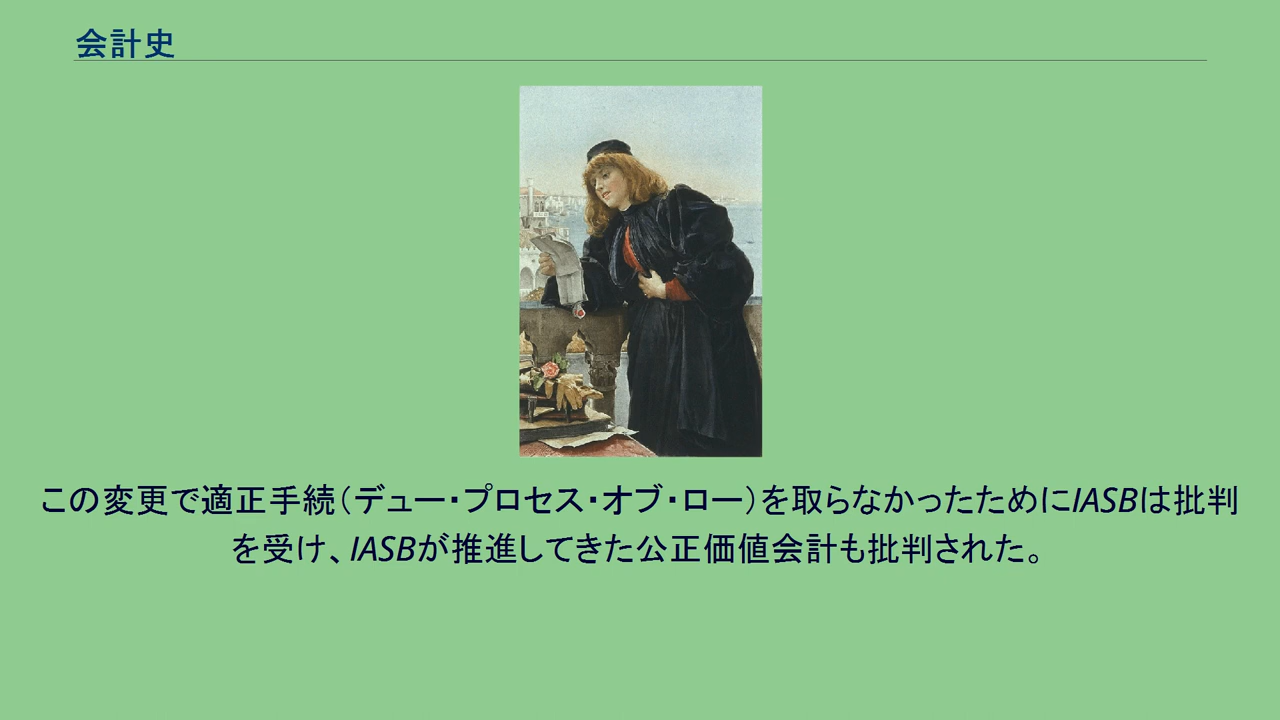 会計史
この変更で適正手続（デュー・プロセス・オブ・ロー）を取らなかったためにIASBは批判
を受け、IASBが推進してきた公正価値会計も批判された。